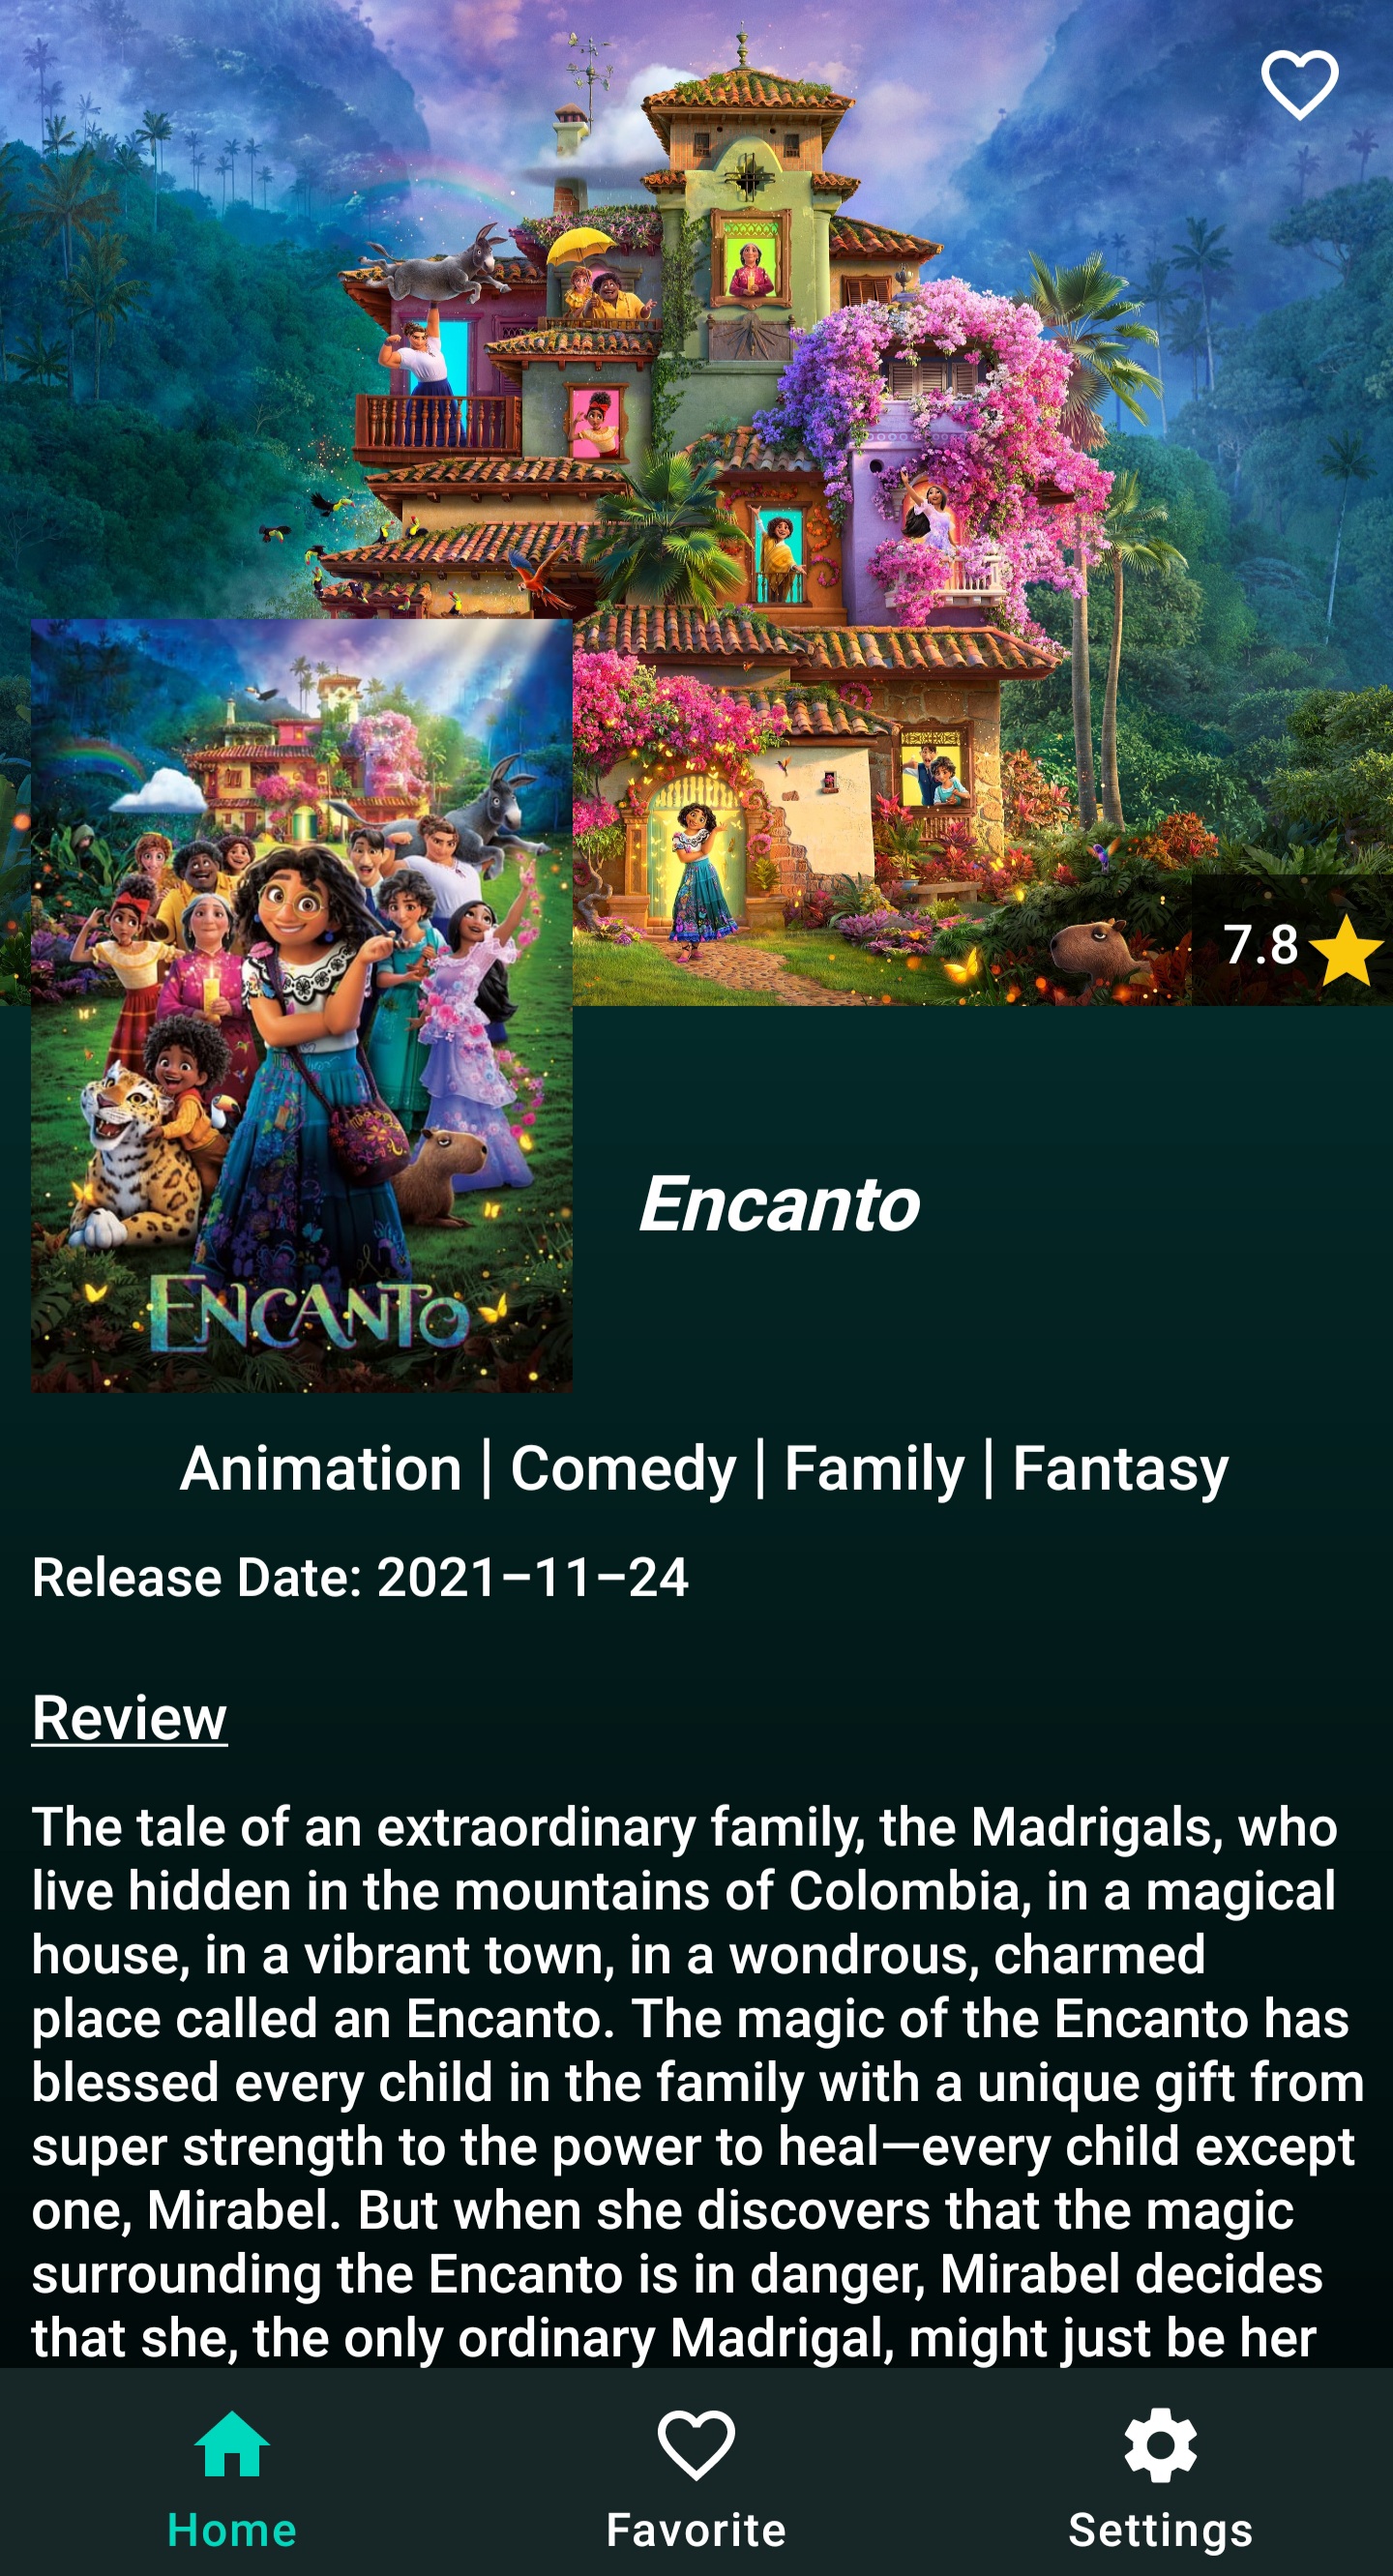 7.8
ENCANTO
Encanto
Animation | Comedy | Family | Fantasy
Release Date: 2021–11–24
Review
The tale of an extraordinary family, the Madrigals, who
live hidden in the mountains of Colombia, in a magical
house, in a vibrant town, in a wondrous, charmed
place called an Encanto. The magic of the Encanto has
blessed every child in the family with a unique gift from
super strength to the power to heal—every child except
one, Mirabel. But when she discovers that the magic
surrounding the Encanto is in danger, Mirabel decides
that she, the only ordinary Madrigal, might just be her
Home
Favorite
Settings